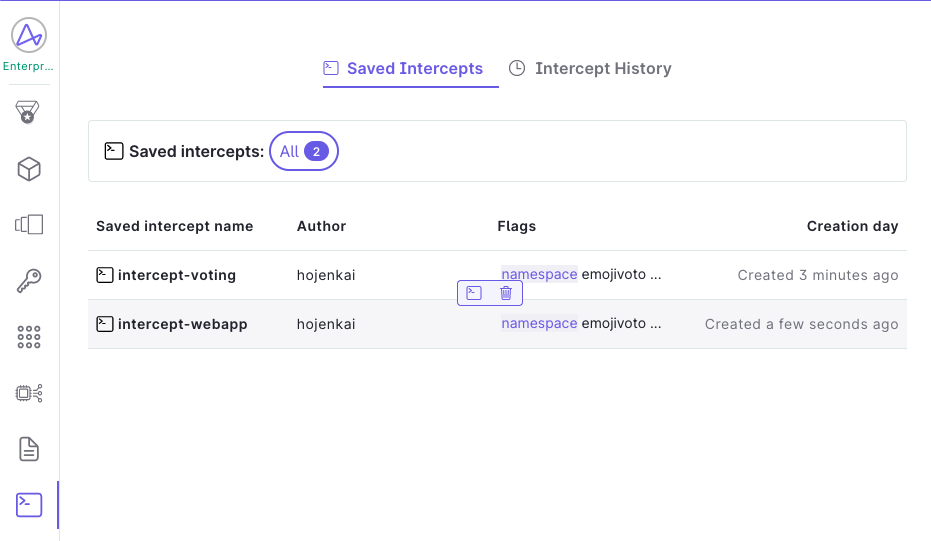 Enterpr...
Saved Intercepts
Intercept History
Saved intercepts: All 2
Saved intercept name Author Flags Creation day
intercept-voting hojenkai namespace emojivoto ... Created 3 minutes ago
intercept-webapp hojenkai namespace emojivoto ... Created a few seconds ago